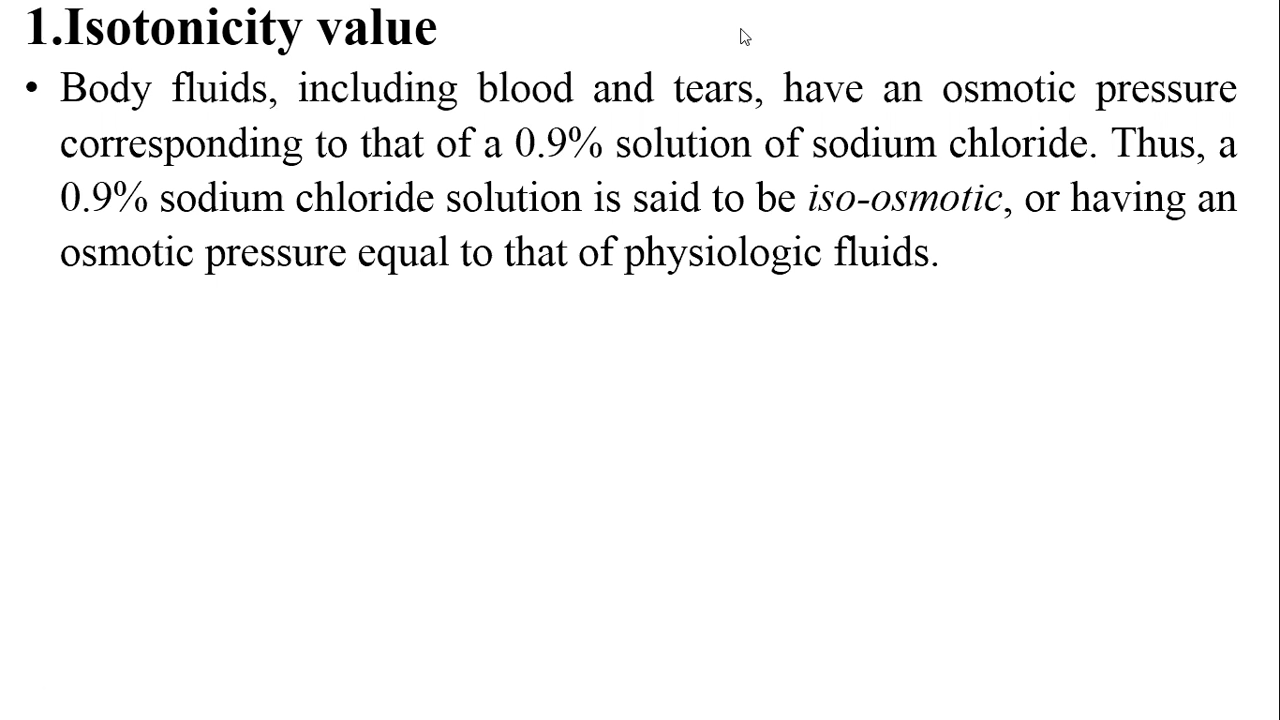 1.Isotonicity value
• Body fluids, including blood and tears, have an osmotic pressure
corresponding to that of a 0.9% solution of sodium chloride. Thus, a
0.9% sodium chloride solution is said to be iso-osmotic, or having an
osmotic pressure equal to that of physiologic fluids.